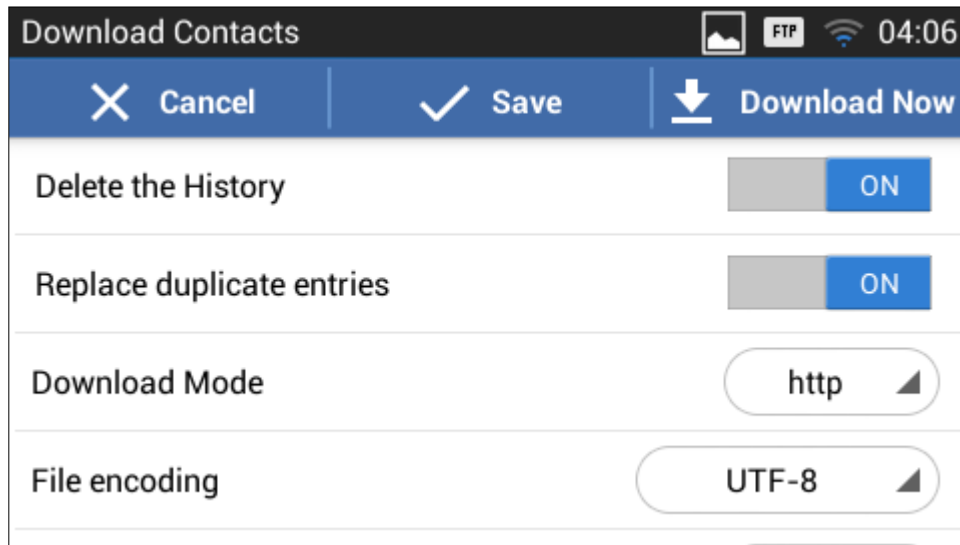 Download Contacts FTP 04:06
Cancel Save Download Now
Delete the History ON
Replace duplicate entries ON
Download Mode http
File encoding UTF-8